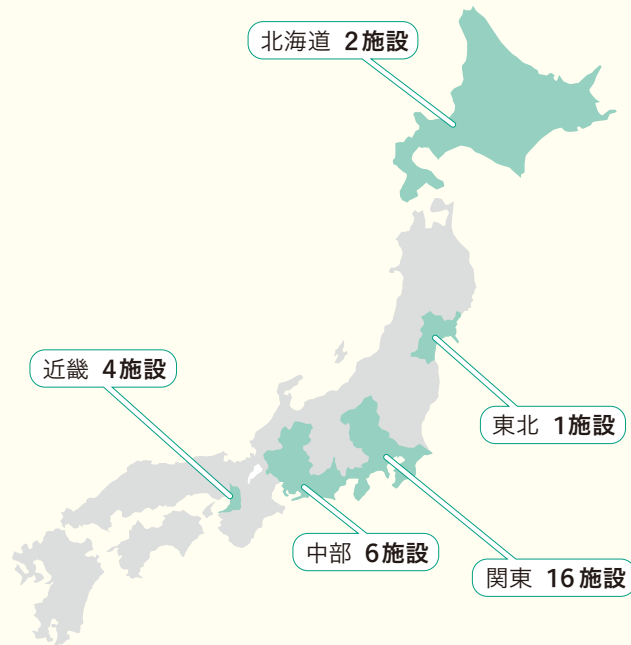 北海道 2施設
近畿 4施設
東北 1施設
中部 6施設
関東 16施設